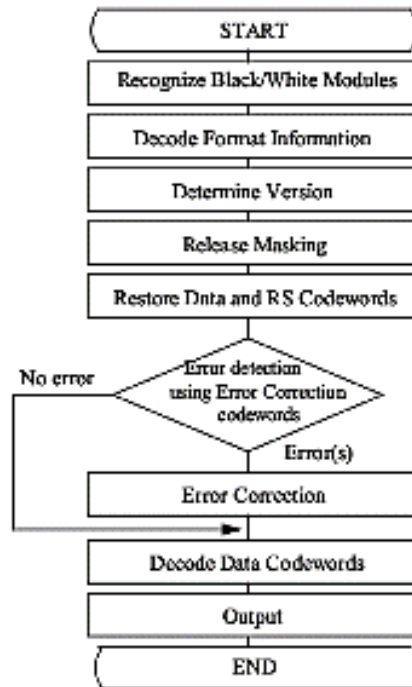 START
Recognize Black/White Modules
Decode Format Information
Determine Version
Release Masking
Restore Data and RS Codewords
Error detection
using Error Correction
codewords
No error
Error(s)
Error Correction
Decode Data Codewords
Output
END